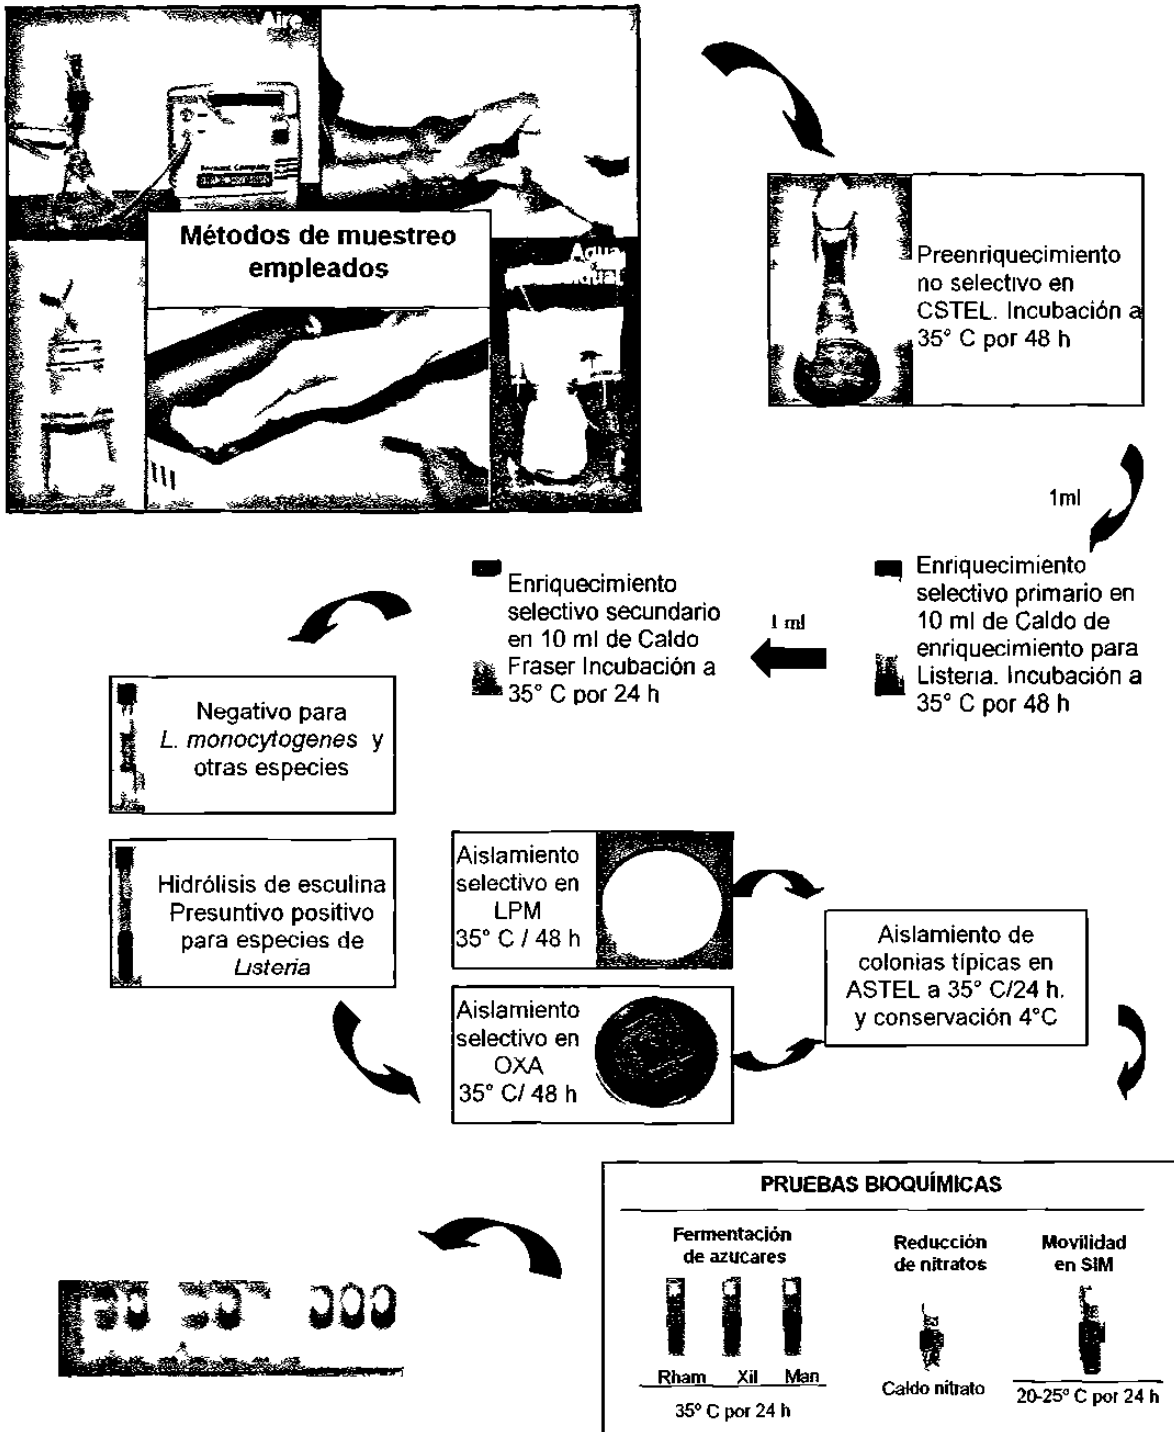 Aire
Métodos de muestreo
empleados
Agua
Preenriquecimiento
no selectivo en
CSTEL. Incubación a
35° C por 48 h
1ml
Enriquecimiento
selectivo primario en
10 ml de Caldo de
enriquecimiento para
Listeria. Incubación a
35° C por 48 h
1 ml
Enriquecimiento
selectivo secundario
en 10 ml de Caldo
Fraser Incubación a
35° C por 24 h
Negativo para
L. monocytogenes y
otras especies
Hidrólisis de esculina
Presuntivo positivo
para especies de
Listeria
Aislamiento
selectivo en
LPM
35° C / 48 h
Aislamiento
selectivo en
OXA
35° C/ 48 h
Aislamiento de
colonias típicas en
ASTEL a 35° C/24 h.
y conservación 4°C
PRUEBAS BIOQUÍMICAS
Fermentación
de azucares
Rham Xil Man
35° C por 24 h
Reducción
de nitratos
Caldo nitrato
Movilidad
en SIM
20-25° C por 24 h